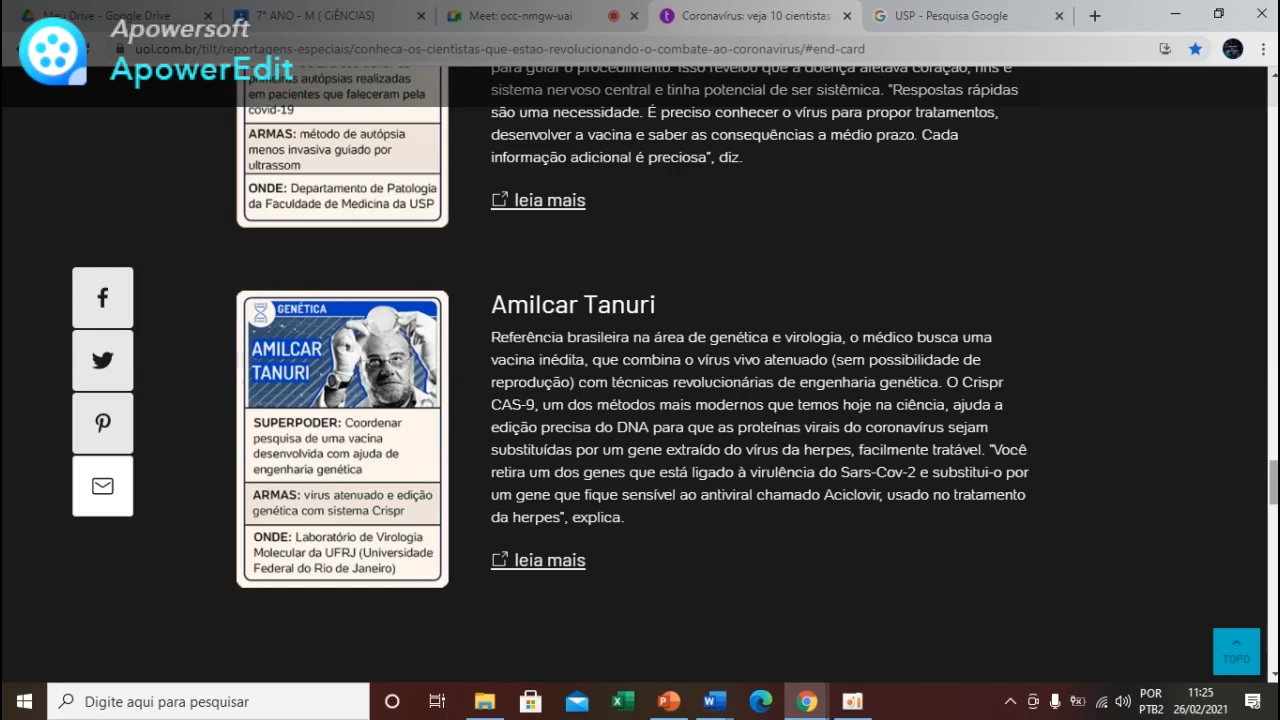 Meu Drive - Google Drive
7° ANO - M ( CIÊNCIAS)
Meet: occ-nmgw-uai
Coronavírus: veja 10 cientistas
USP - Pesquisa Google
Apowersoft
ApowerEdit
uol.com.br/tilt/reportagens-especiais/conheca-os-cientistas-que-estao-revolucionando-o-combate-ao-coronavirus/#end-card
primeiras autópsias realizadas
em pacientes que faleceram pela
covid-19
ARMAS: método de autópsia
menos invasiva guiado por
ultrassom
ONDE: Departamento de Patologia
da Faculdade de Medicina da USP
para guiar o procedimento. Isso revelou que a doença afetava coração, rins e
sistema nervoso central e tinha potencial de ser sistêmica. "Respostas rápidas
são uma necessidade. É preciso conhecer o vírus para propor tratamentos,
desenvolver a vacina e saber as consequências a médio prazo. Cada
informação adicional é preciosa", diz.
leia mais
GENÉTICA
AMILCAR
TANURI
SUPERPODER: Coordenar
pesquisa de uma vacina
desenvolvida com ajuda de
engenharia genética
ARMAS: vírus atenuado e edição
genética com sistema Crispr
ONDE: Laboratório de Virologia
Molecular da UFRJ (Universidade
Federal do Rio de Janeiro)
Amilcar Tanuri
Referência brasileira na área de genética e virologia, o médico busca uma
vacina inédita, que combina o vírus vivo atenuado (sem possibilidade de
reprodução) com técnicas revolucionárias de engenharia genética. O Crispr
CAS-9, um dos métodos mais modernos que temos hoje na ciência, ajuda a
edição precisa do DNA para que as proteínas virais do coronavírus sejam
substituídas por um gene extraído do vírus da herpes, facilmente tratável. "Você
retira um dos genes que está ligado à virulência do Sars-Cov-2 e substitui-o por
um gene que fique sensível ao antiviral chamado Aciclovir, usado no tratamento
da herpes", explica.
leia mais
TOPO
Digite aqui para pesquisar
POR
PTB2
11:25
26/02/2021